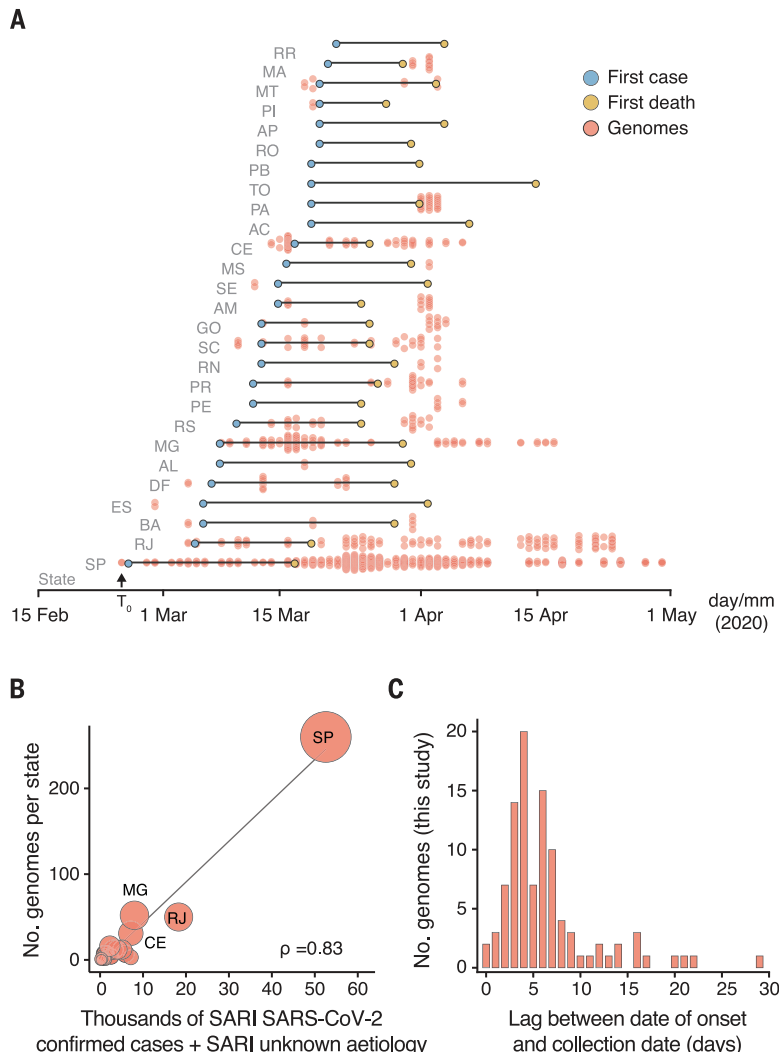 A
RR
MA
MT
PI
AP
RO
PB
TO
PA
AC
CE
MS
SE
AM
GO
SC
RN
PR
PE
RS
MG
AL
DF
ES
BA
RJ
SP
First case
First death
Genomes
State
T0
15 Feb
1 Mar
15 Mar
1 Apr
15 Apr
1 May
day/mm
(2020)
B
No. genomes per state
200
100
0
SP
MG
RJ
CE
ρ =0.83
0 10 20 30 40 50 60
Thousands of SARI SARS-CoV-2
confirmed cases + SARI unknown aetiology
C
No. genomes (this study)
20
15
10
5
0
0 5 10 15 20 25 30
Lag between date of onset
and collection date (days)